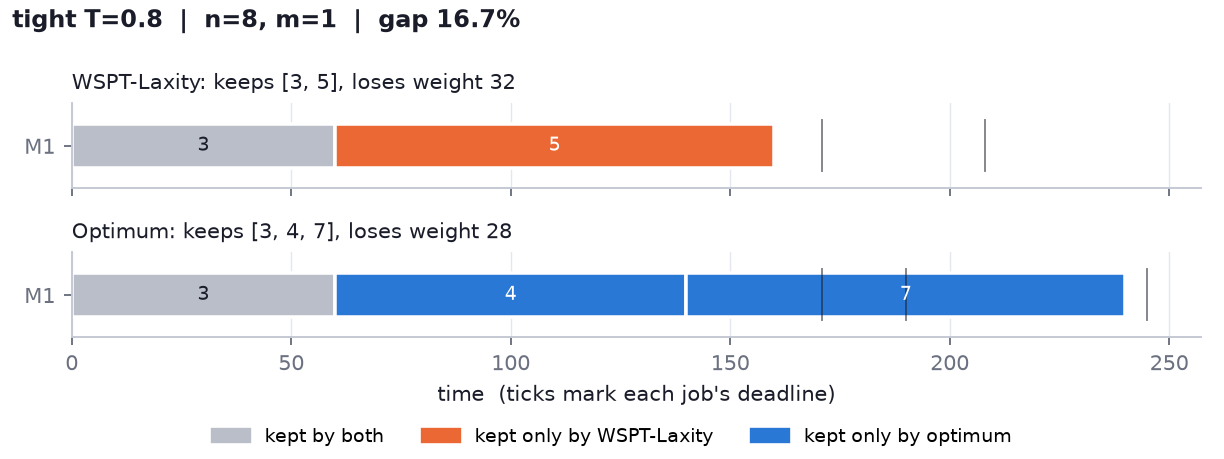 tight T=0.8 | n=8, m=1 | gap 16.7%
WSPT-Laxity: keeps [3, 5], loses weight 32
M1
3
5
Optimum: keeps [3, 4, 7], loses weight 28
M1
3
4
7
0
50
100
150
200
250
time (ticks mark each job's deadline)
kept by both
kept only by WSPT-Laxity
kept only by optimum